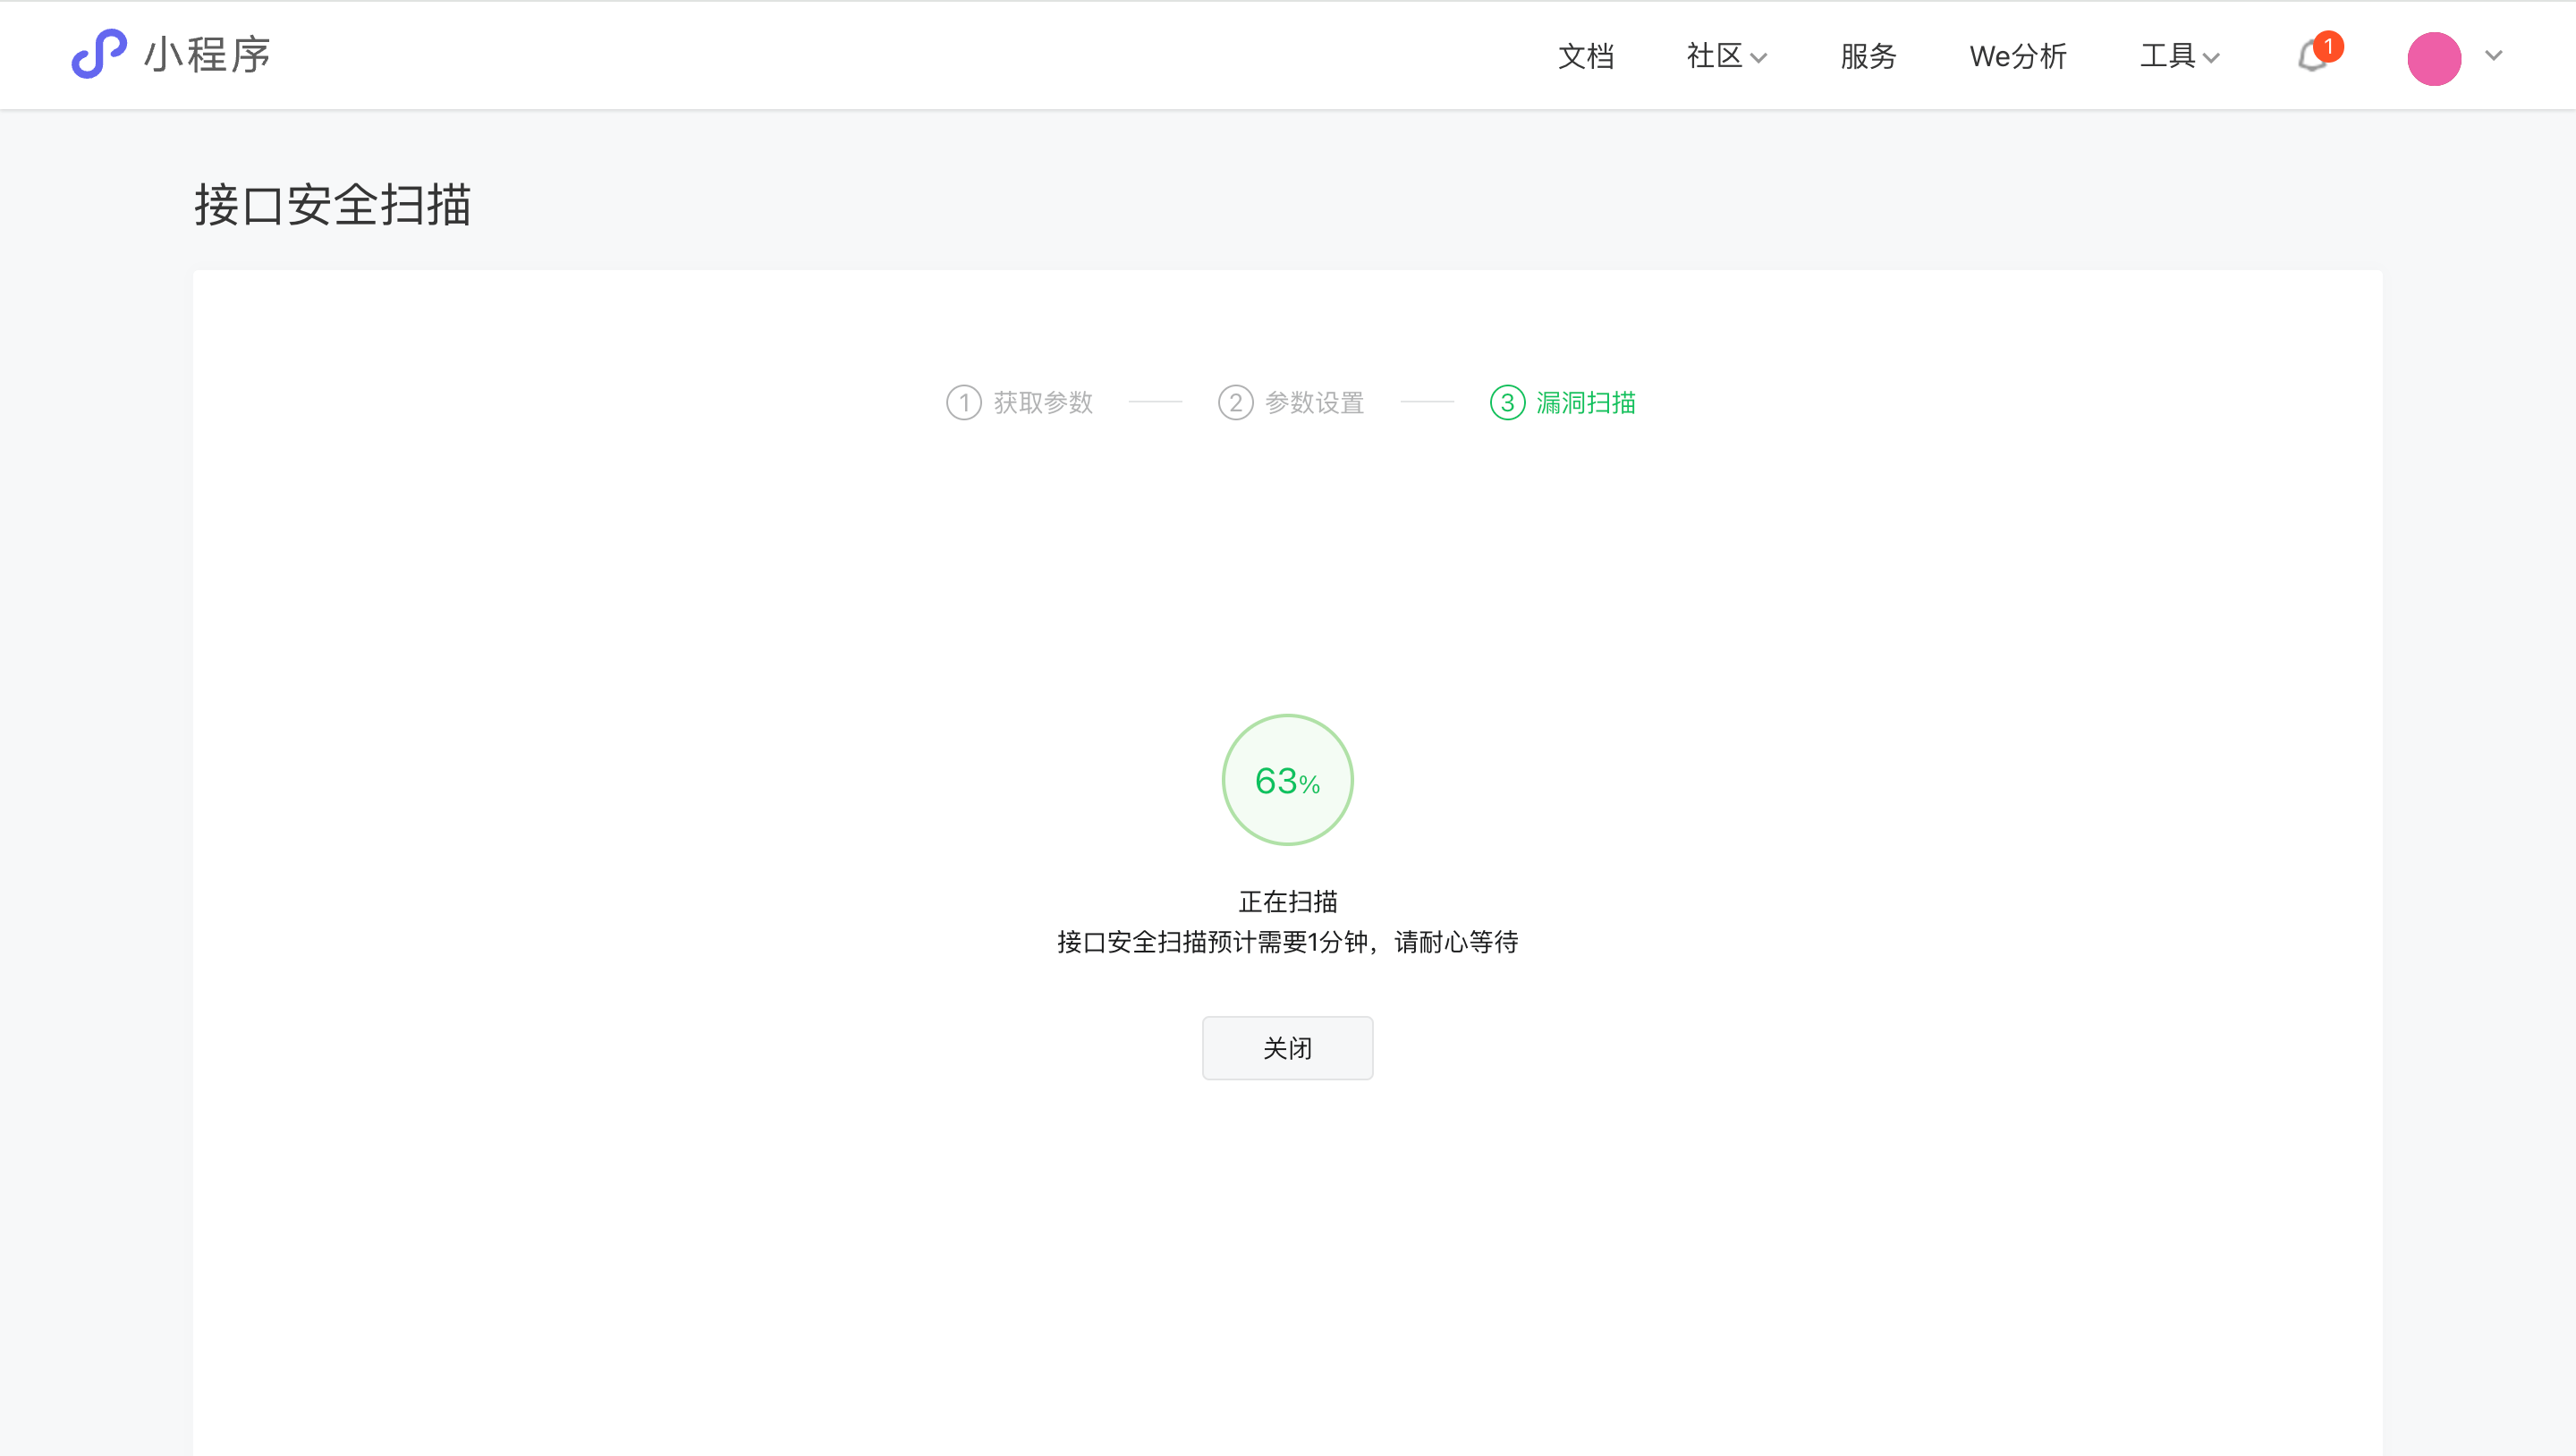 小程序
文档 社区 服务 We分析 工具 1
接口安全扫描
1 获取参数 2 参数设置 3 漏洞扫描
63%
正在扫描
接口安全扫描预计需要1分钟，请耐心等待
关闭